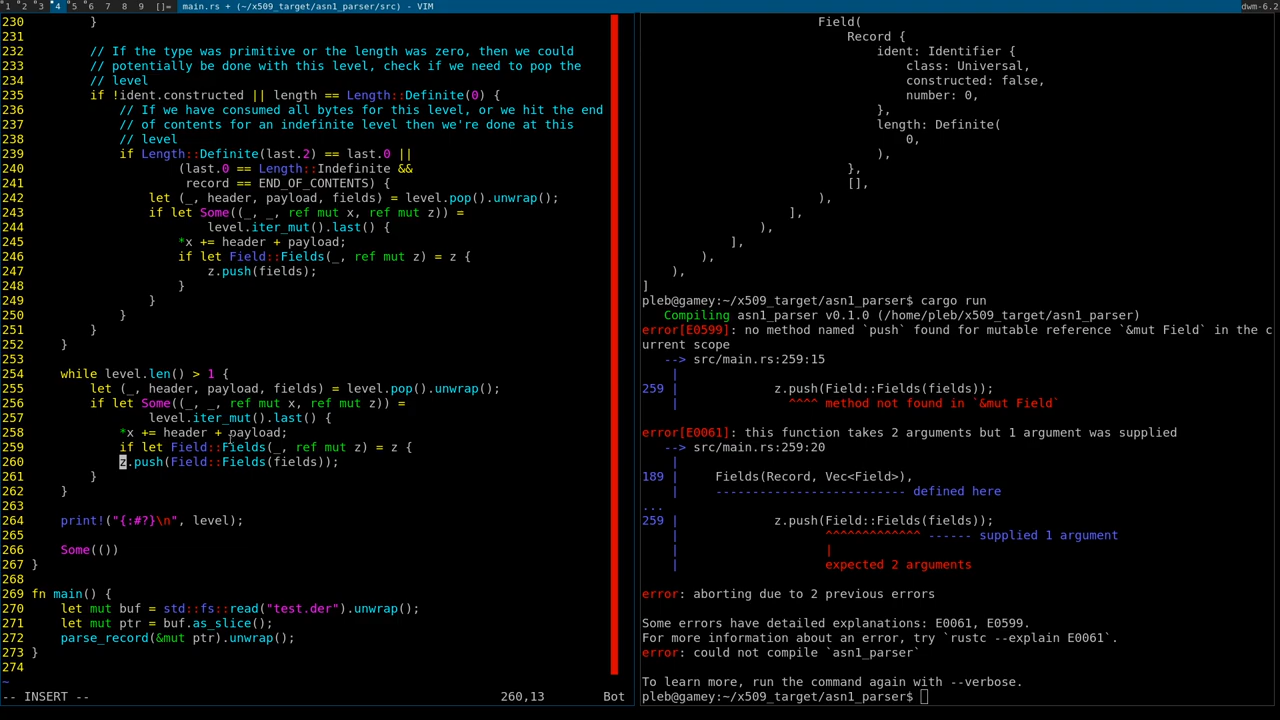 1 2 3 4 5 6 7 8 9 []= main.rs + (~/x509_target/asn1_parser/src) - VIM dwm-6.2
230         }
231
232         // If the type was primitive or the length was zero, then we could
233         // potentially be done with this level, check if we need to pop the
234         // level
235         if !ident.constructed || length == Length::Definite(0) {
236             // If we have consumed all bytes for this level, or we hit the end
237             // of contents for an indefinite level then we're done at this
238             // level
239             if Length::Definite(last.2) == last.0 ||
240                     (last.0 == Length::Indefinite &&
241                      record == END_OF_CONTENTS) {
242                 let (_, header, payload, fields) = level.pop().unwrap();
243                 if let Some((_, _, ref mut x, ref mut z)) =
244                         level.iter_mut().last() {
245                     *x += header + payload;
246                     if let Field::Fields(_, ref mut z) = z {
247                         z.push(fields);
248                     }
249                 }
250             }
251         }
252     }
253
254     while level.len() > 1 {
255         let (_, header, payload, fields) = level.pop().unwrap();
256         if let Some((_, _, ref mut x, ref mut z)) =
257                 level.iter_mut().last() {
258             *x += header + payload;
259             if let Field::Fields(_, ref mut z) = z {
260             z.push(Field::Fields(fields));
261         }
262     }
263
264     print!("{:#?}\n", level);
265
266     Some(())
267 }
268
269 fn main() {
270     let mut buf = std::fs::read("test.der").unwrap();
271     let mut ptr = buf.as_slice();
272     parse_record(&mut ptr).unwrap();
273 }
274
~
-- INSERT -- 260,13 Bot
                        Field(
                            Record {
                                ident: Identifier {
                                    class: Universal,
                                    constructed: false,
                                    number: 0,
                                },
                                length: Definite(
                                    0,
                                ),
                            },
                            [],
                        ),
                    ],
                ),
            ],
        ),
    ),
]
pleb@gamey:~/x509_target/asn1_parser$ cargo run
   Compiling asn1_parser v0.1.0 (/home/pleb/x509_target/asn1_parser)
error[E0599]: no method named `push` found for mutable reference `&mut Field` in the c
urrent scope
   --> src/main.rs:259:15
    |
259 |             z.push(Field::Fields(fields));
    |               ^^^^ method not found in `&mut Field`

error[E0061]: this function takes 2 arguments but 1 argument was supplied
   --> src/main.rs:259:20
    |
189 |     Fields(Record, Vec<Field>),
    |     -------------------------- defined here
...
259 |             z.push(Field::Fields(fields));
    |                    ^^^^^^^^^^^^^ ------ supplied 1 argument
    |                    |
    |                    expected 2 arguments

error: aborting due to 2 previous errors

Some errors have detailed explanations: E0061, E0599.
For more information about an error, try `rustc --explain E0061`.
error: could not compile `asn1_parser`

To learn more, run the command again with --verbose.
pleb@gamey:~/x509_target/asn1_parser$